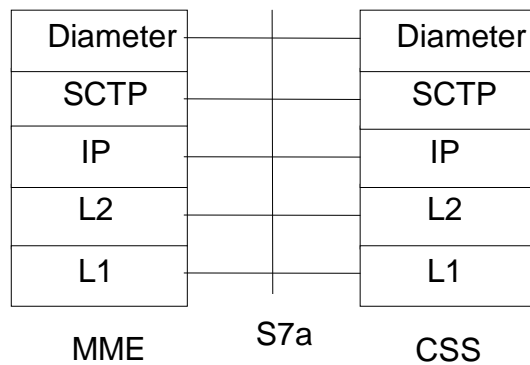 Diameter Diameter
SCTP SCTP
IP IP
L2 L2
L1 L1
S7a
MME CSS